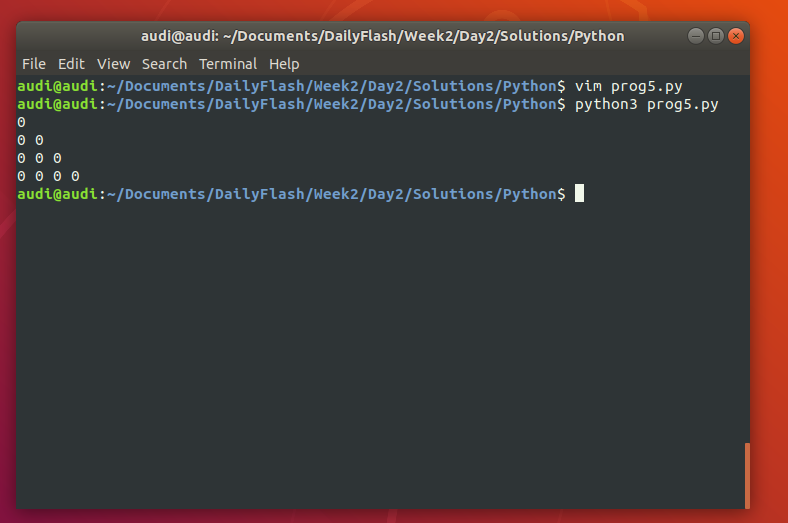 audi@audi: ~/Documents/DailyFlash/Week2/Day2/Solutions/Python
File Edit View Search Terminal Help
audi@audi:~/Documents/DailyFlash/Week2/Day2/Solutions/Python$ vim prog5.py
audi@audi:~/Documents/DailyFlash/Week2/Day2/Solutions/Python$ python3 prog5.py
0
0 0
0 0 0
0 0 0 0
audi@audi:~/Documents/DailyFlash/Week2/Day2/Solutions/Python$